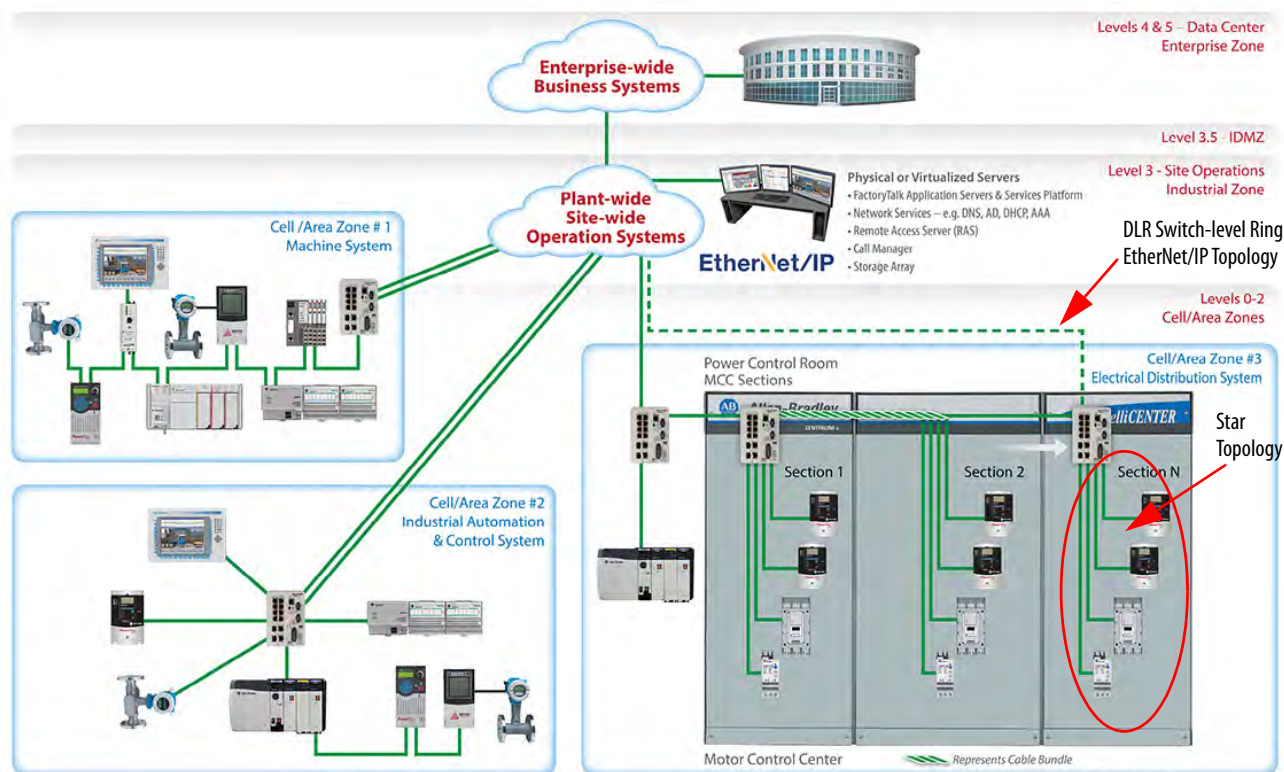 Levels 4 & 5 – Data Center
Enterprise Zone
Enterprise-wide
Business Systems
Level 3.5 - IDMZ
Level 3 - Site Operations
Industrial Zone
Physical or Virtualized Servers
• FactoryTalk Application Servers & Services Platform
• Network Services – e.g. DNS, AD, DHCP, AAA
• Remote Access Server (RAS)
• Call Manager
• Storage Array
Plant-wide
Site-wide
Operation Systems
EtherNet/IP
DLR Switch-level Ring
EtherNet/IP Topology
Cell /Area Zone # 1
Machine System
Levels 0-2
Cell/Area Zones
Cell/Area Zone #3
Electrical Distribution System
Power Control Room
MCC Sections
AB Allen-Bradley
CENTERLINE
elliCENTER
Star
Topology
Section 1
Section 2
Section N
Cell/Area Zone #2
Industrial Automation
& Control System
Motor Control Center
Represents Cable Bundle